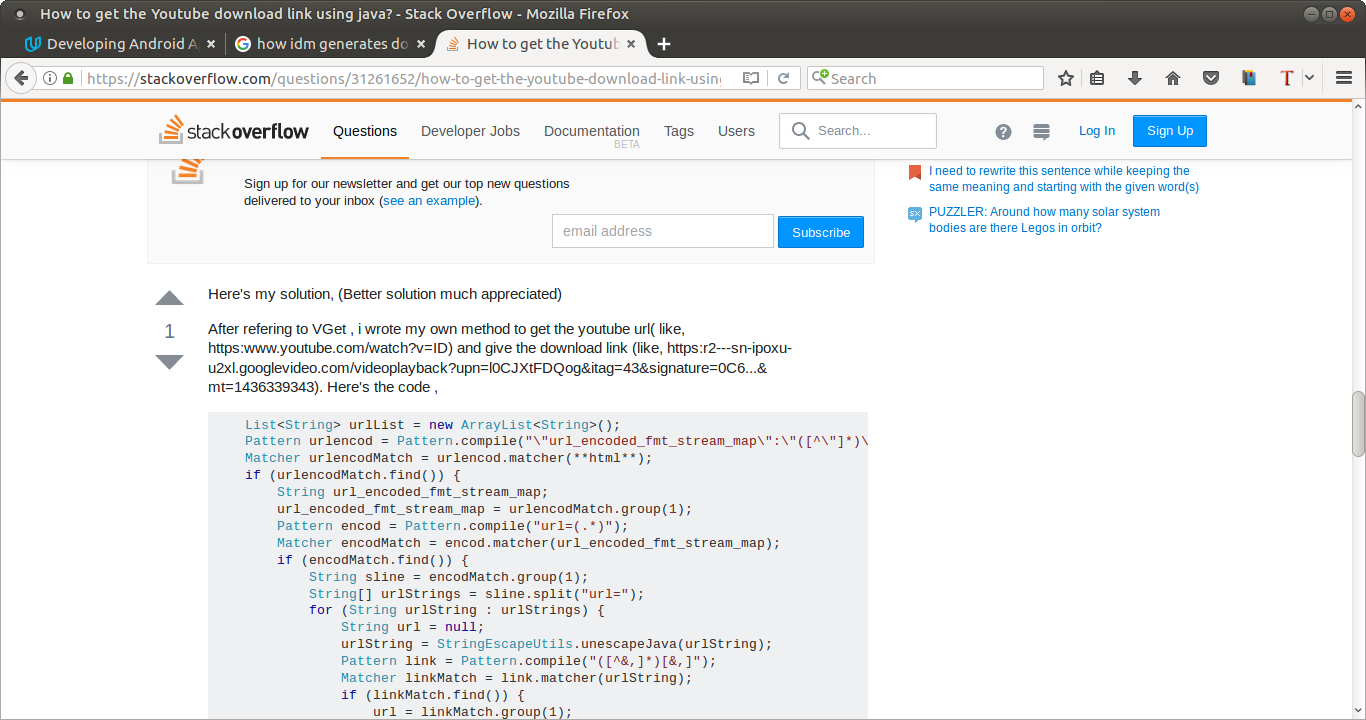 How to get the Youtube download link using java? - Stack Overflow - Mozilla Firefox
Developing Android A
how idm generates do
How to get the Youtub
https://stackoverflow.com/questions/31261652/how-to-get-the-youtube-download-link-using
Search
stackoverflow
Questions
Developer Jobs
Documentation
BETA
Tags
Users
Search...
?
Log In
Sign Up
Sign up for our newsletter and get our top new questions
delivered to your inbox (see an example).
email address
Subscribe
I need to rewrite this sentence while keeping the
same meaning and starting with the given word(s)
PUZZLER: Around how many solar system
bodies are there Legos in orbit?
Here's my solution, (Better solution much appreciated)
1
After refering to VGet , i wrote my own method to get the youtube url( like,
https:www.youtube.com/watch?v=ID) and give the download link (like, https:r2---sn-ipoxu-
u2xl.googlevideo.com/videoplayback?upn=l0CJXtFDQog&itag=43&signature=0C6...&
mt=1436339343). Here's the code ,
List<String> urlList = new ArrayList<String>();
Pattern urlencod = Pattern.compile("\"url_encoded_fmt_stream_map\":\"([^\"]*)\
Matcher urlencodMatch = urlencod.matcher(**html**);
if (urlencodMatch.find()) {
String url_encoded_fmt_stream_map;
url_encoded_fmt_stream_map = urlencodMatch.group(1);
Pattern encod = Pattern.compile("url=(.*)");
Matcher encodMatch = encod.matcher(url_encoded_fmt_stream_map);
if (encodMatch.find()) {
String sline = encodMatch.group(1);
String[] urlStrings = sline.split("url=");
for (String urlString : urlStrings) {
String url = null;
urlString = StringEscapeUtils.unescapeJava(urlString);
Pattern link = Pattern.compile("([^&,]*)[&,]");
Matcher linkMatch = link.matcher(urlString);
if (linkMatch.find()) {
url = linkMatch.group(1);